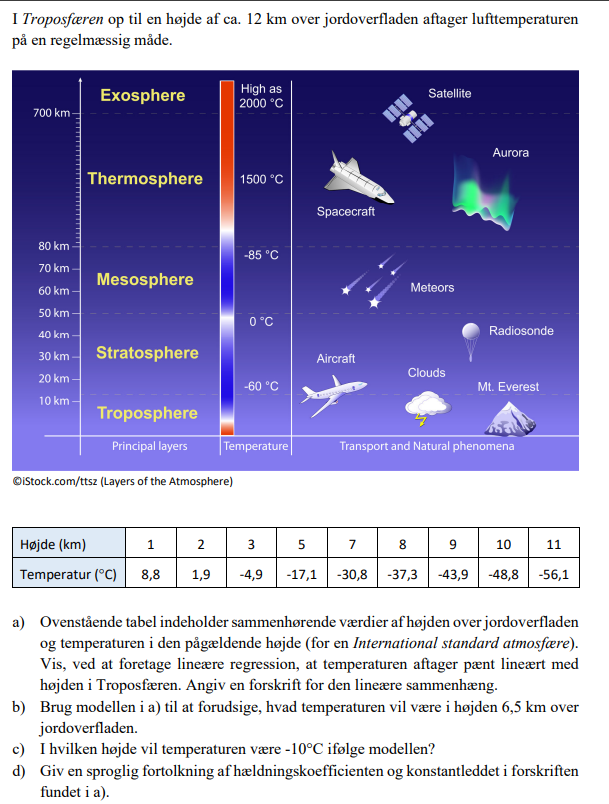 I Troposfæren op til en højde af ca. 12 km over jordoverfladen aftager lufttemperaturen
på en regelmæssig måde.
Exosphere
High as
2000 °C
Satellite
700 km
Aurora
Thermosphere
1500 °C
Spacecraft
80 km
-85 °C
70 km
Mesosphere
Meteors
60 km
50 km
0 °C
40 km
Radiosonde
30 km
Stratosphere
Aircraft
20 km
-60 °C
Clouds
Mt. Everest
10 km
Troposphere
Principal layers
Temperature
Transport and Natural phenomena
©iStock.com/ttsz (Layers of the Atmosphere)
Højde (km) 1 2 3 5 7 8 9 10 11
Temperatur (°C) 8,8 1,9 -4,9 -17,1 -30,8 -37,3 -43,9 -48,8 -56,1
a) Ovenstående tabel indeholder sammenhørende værdier af højden over jordoverfladen
og temperaturen i den pågældende højde (for en International standard atmosfære).
Vis, ved at foretage lineære regression, at temperaturen aftager pænt lineært med
højden i Troposfæren. Angiv en forskrift for den lineære sammenhæng.
b) Brug modellen i a) til at forudsige, hvad temperaturen vil være i højden 6,5 km over
jordoverfladen.
c) I hvilken højde vil temperaturen være -10°C ifølge modellen?
d) Giv en sproglig fortolkning af hældningskoefficienten og konstantleddet i forskriften
fundet i a).